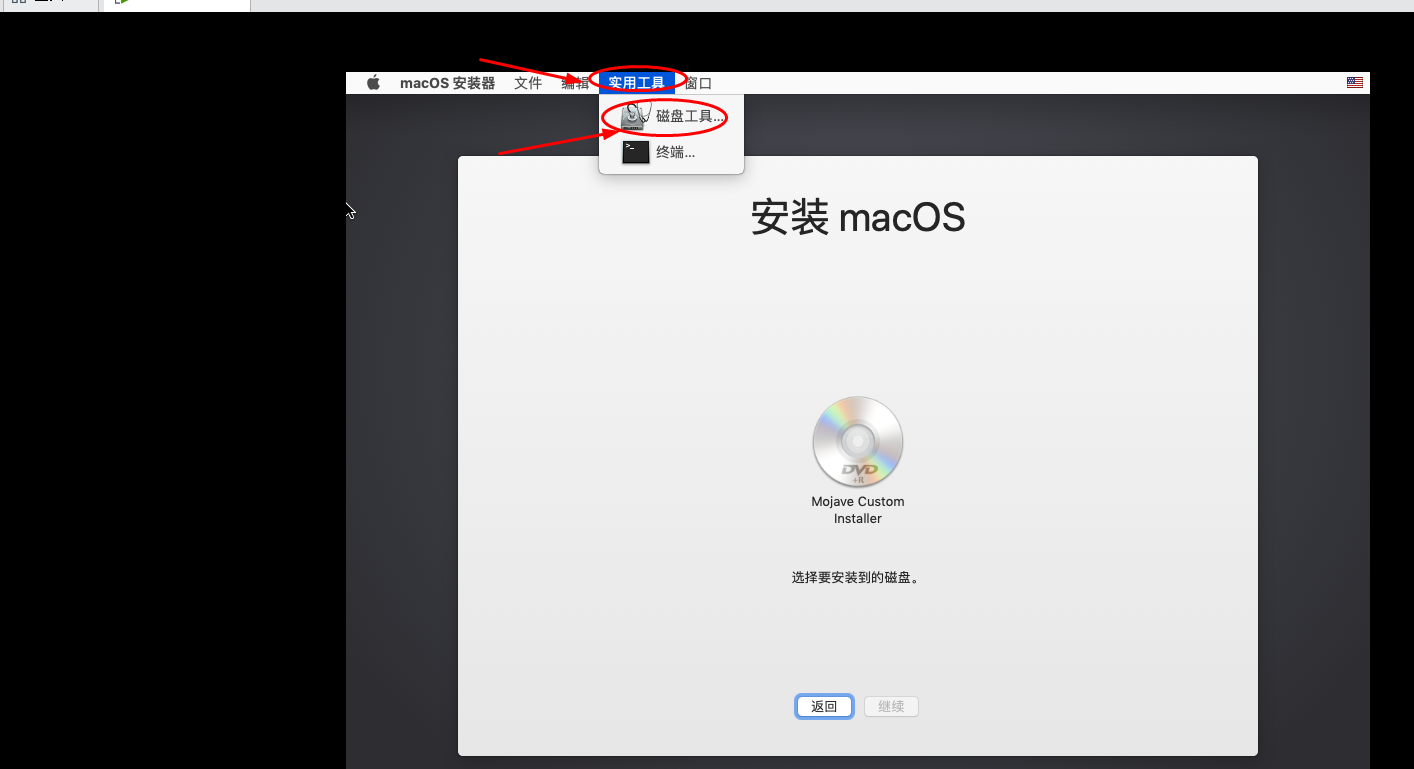 macOS 安装器 文件 编辑 实用工具 窗口
磁盘工具...
终端...
安装 macOS
DVD
+R
Mojave Custom
Installer
选择要安装到的磁盘。
返回 继续